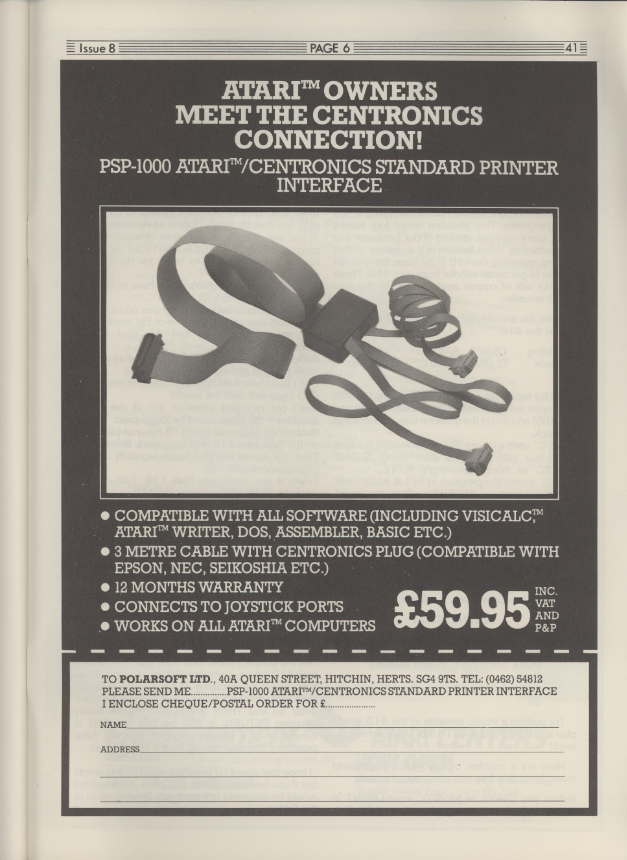 Issue 8 PAGE 6 41
ATARI™ OWNERS
MEET THE CENTRONICS
CONNECTION!
PSP-1000 ATARI™/CENTRONICS STANDARD PRINTER
INTERFACE
● COMPATIBLE WITH ALL SOFTWARE (INCLUDING VISICALC,™
ATARI™ WRITER, DOS, ASSEMBLER, BASIC ETC.)
● 3 METRE CABLE WITH CENTRONICS PLUG (COMPATIBLE WITH
EPSON, NEC, SEIKOSHIA ETC.)
● 12 MONTHS WARRANTY
● CONNECTS TO JOYSTICK PORTS
● WORKS ON ALL ATARI™ COMPUTERS
£59.95 INC.
VAT
AND
P&P
TO POLARSOFT LTD., 40A QUEEN STREET, HITCHIN, HERTS. SG4 9TS. TEL: (0462) 54812
PLEASE SEND ME..............PSP-1000 ATARI™/CENTRONICS STANDARD PRINTER INTERFACE
I ENCLOSE CHEQUE/POSTAL ORDER FOR £....................
NAME
ADDRESS